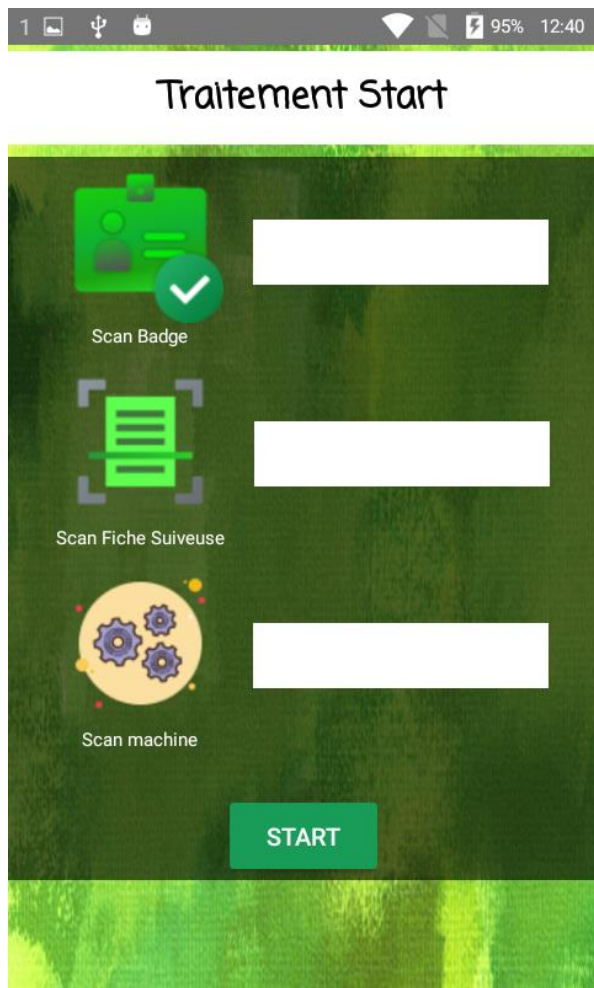 1 95% 12:40
Traitement Start
Scan Badge
Scan Fiche Suiveuse
Scan machine
START